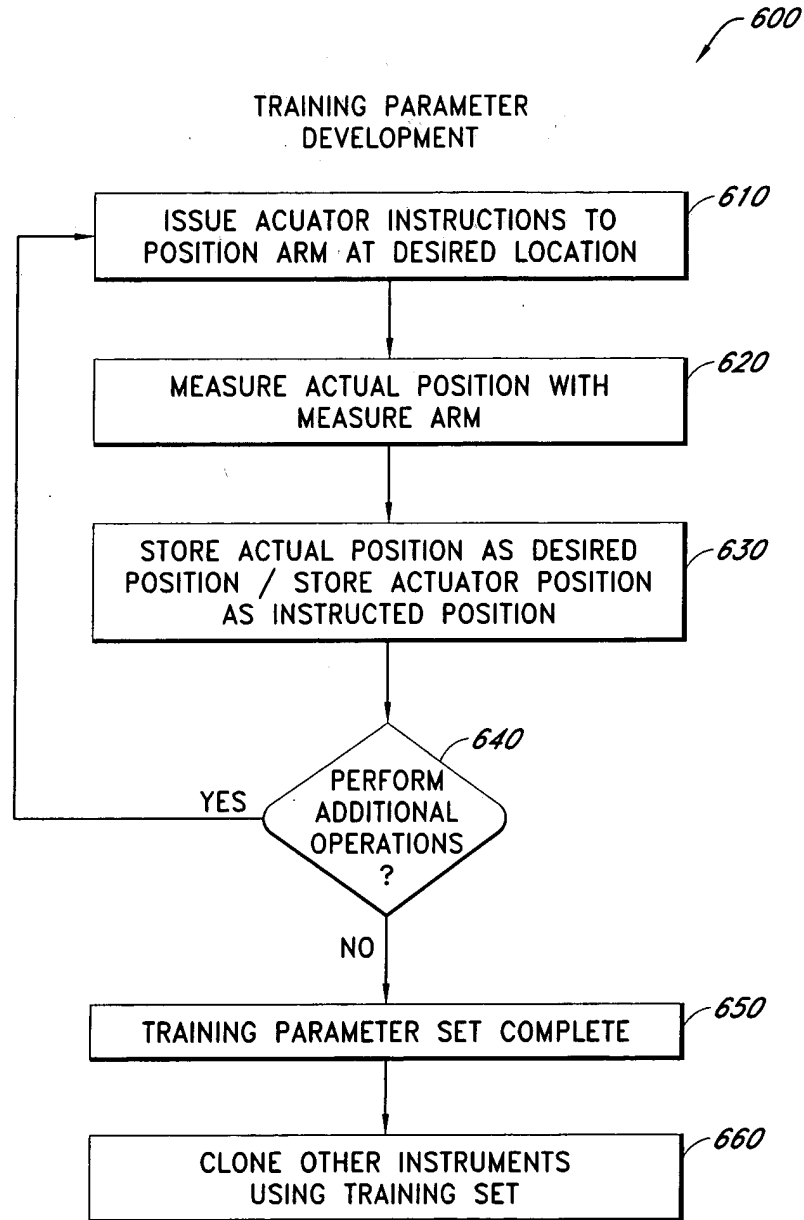 600
TRAINING PARAMETER
DEVELOPMENT
610
ISSUE ACUATOR INSTRUCTIONS TO
POSITION ARM AT DESIRED LOCATION
620
MEASURE ACTUAL POSITION WITH
MEASURE ARM
STORE ACTUAL POSITION AS DESIRED
POSITION / STORE ACTUATOR POSITION
AS INSTRUCTED POSITION
630
640
PERFORM
ADDITIONAL
OPERATIONS
?
YES
NO
650
TRAINING PARAMETER SET COMPLETE
660
CLONE OTHER INSTRUMENTS
USING TRAINING SET